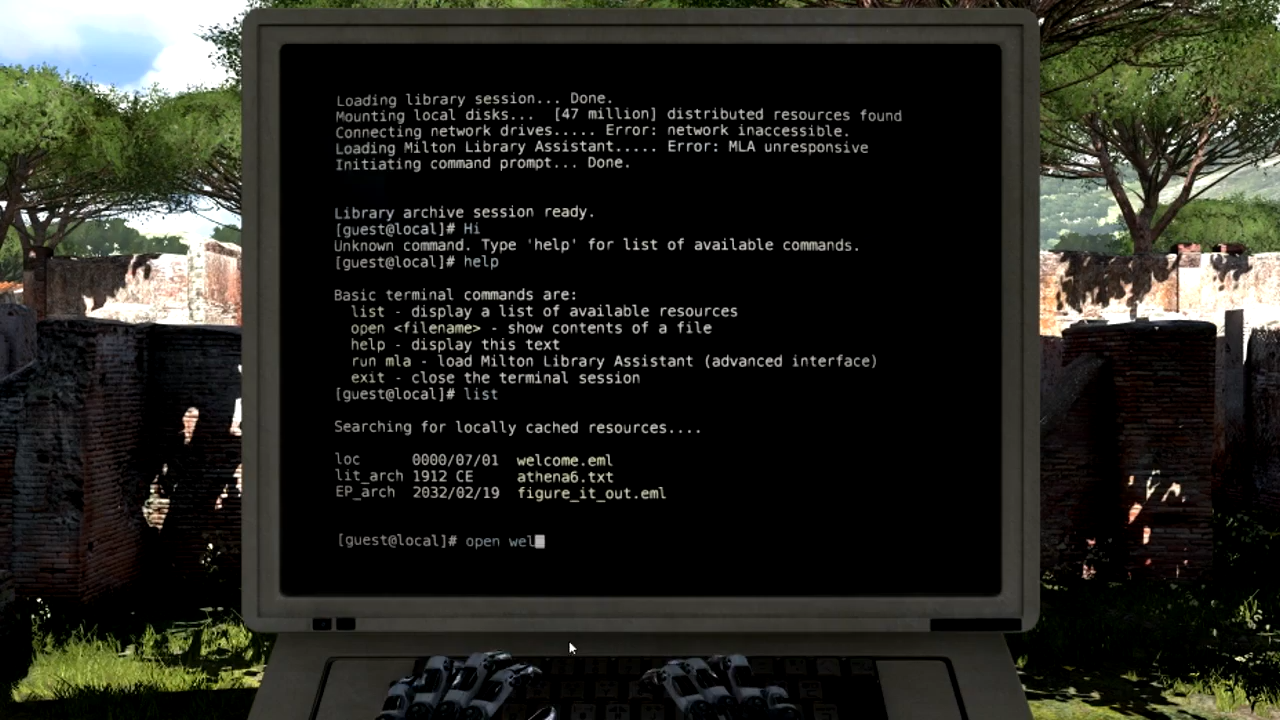 Loading library session... Done.
Mounting local disks...  [47 million] distributed resources found
Connecting network drives..... Error: network inaccessible.
Loading Milton Library Assistant..... Error: MLA unresponsive
Initiating command prompt... Done.
Library archive session ready.
[guest@local]# Hi
Unknown command. Type 'help' for list of available commands.
[guest@local]# help
Basic terminal commands are:
list - display a list of available resources
open <filename> - show contents of a file
help - display this text
run mla - load Milton Library Assistant (advanced interface)
exit - close the terminal session
[guest@local]# list
Searching for locally cached resources....
loc 0000/07/01 welcome.eml
lit_arch 1912 CE athena6.txt
EP_arch 2032/02/19 figure_it_out.eml
[guest@local]# open wel